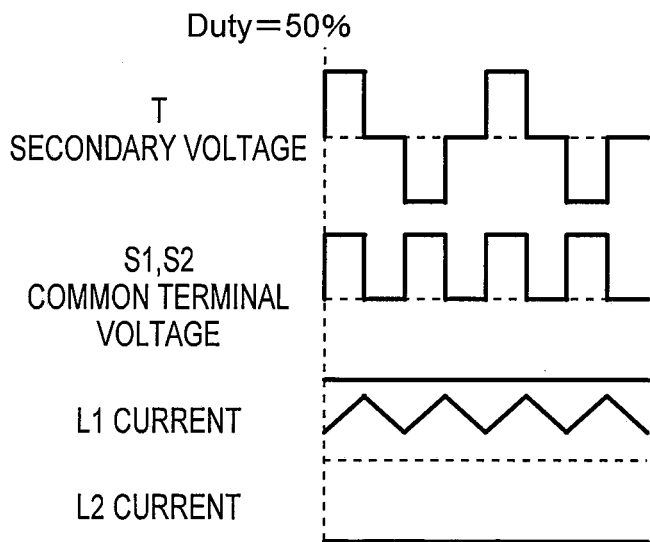 Duty=50%
T
SECONDARY VOLTAGE
S1,S2
COMMON TERMINAL
VOLTAGE
L1 CURRENT
L2 CURRENT